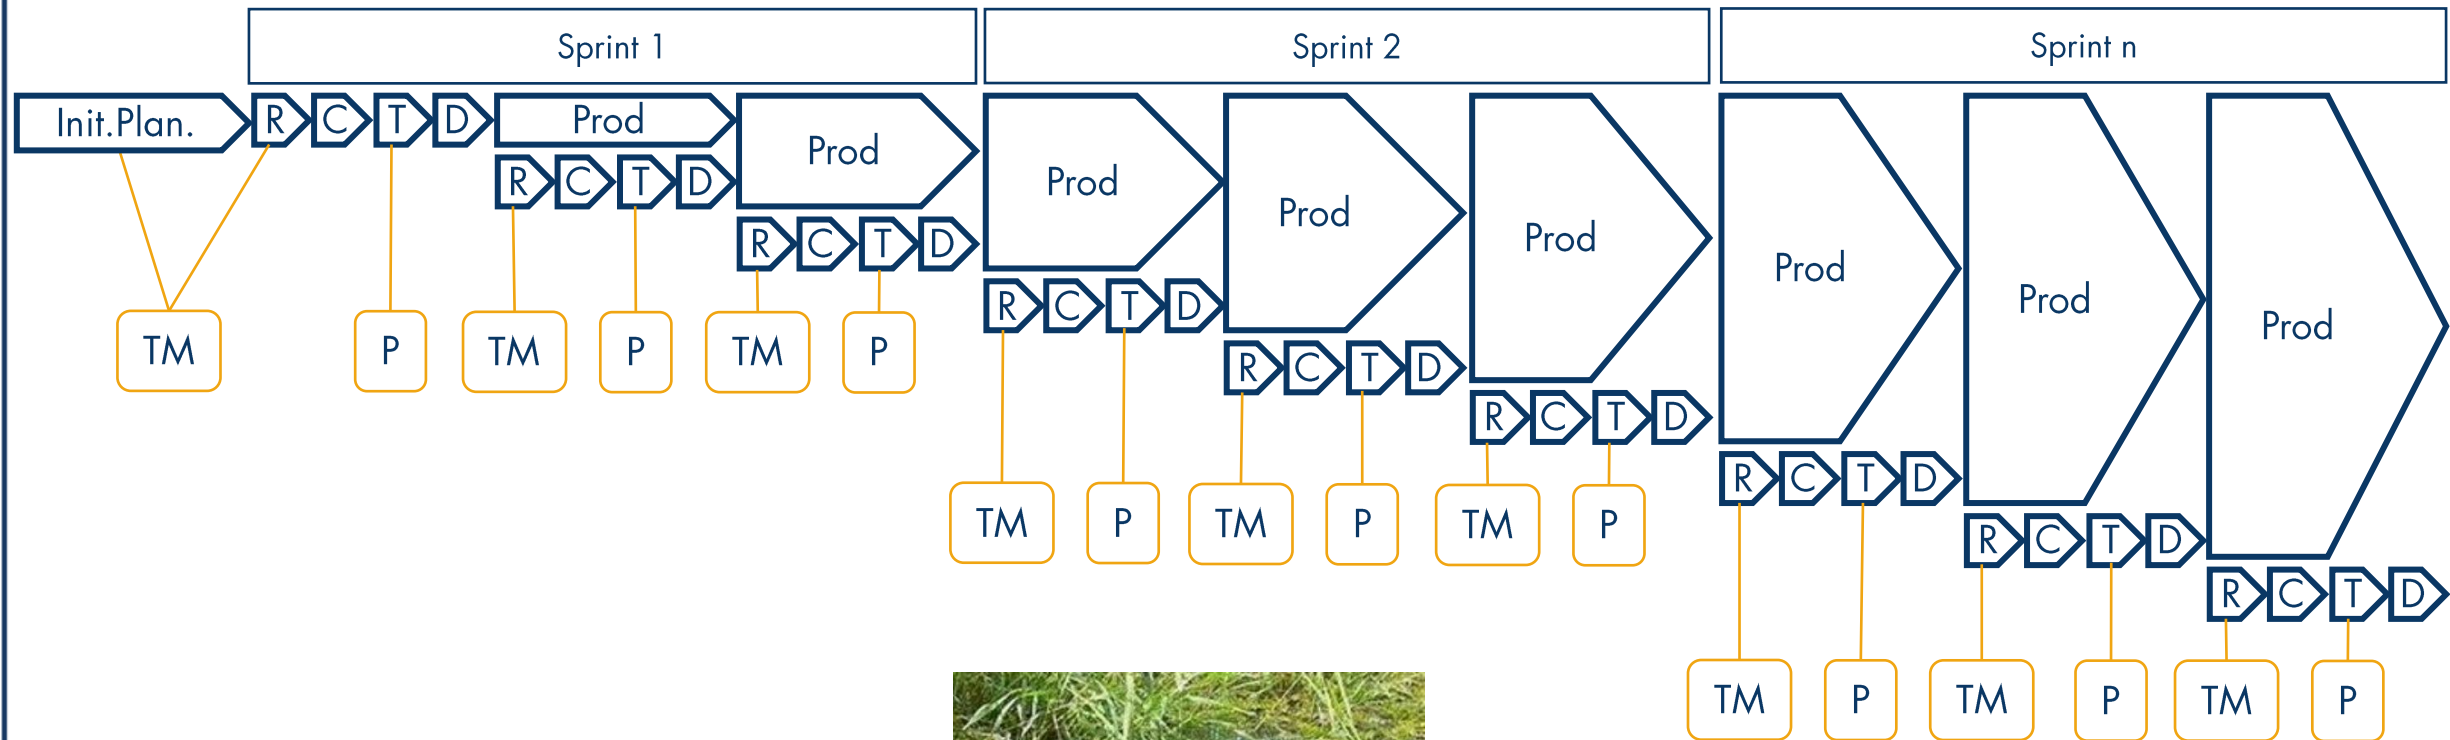 Sprint 1
Sprint 2
Sprint n
Init.Plan.
R C T D
Prod
Prod
R C T D
R C T D
TM
P
TM
P
TM
P
Prod
Prod
Prod
R C T D
R C T D
R C T D
TM
P
TM
P
TM
P
Prod
Prod
Prod
R C T D
R C T D
R C T D
TM
P
TM
P
TM
P